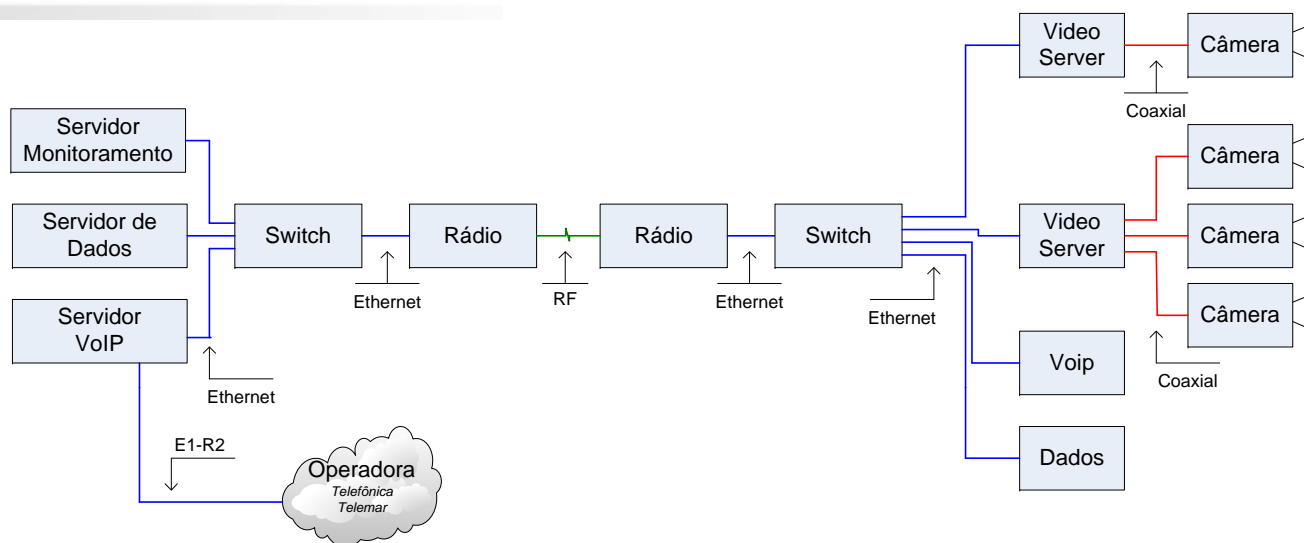 Video
Server
Câmera
Coaxial
Servidor
Monitoramento
Câmera
Servidor de
Dados
Switch
Rádio
Rádio
Switch
Video
Server
Câmera
Ethernet
RF
Ethernet
Ethernet
Câmera
Servidor
VoIP
Voip
Coaxial
Ethernet
E1-R2
Operadora
Telefônica
Telemar
Dados